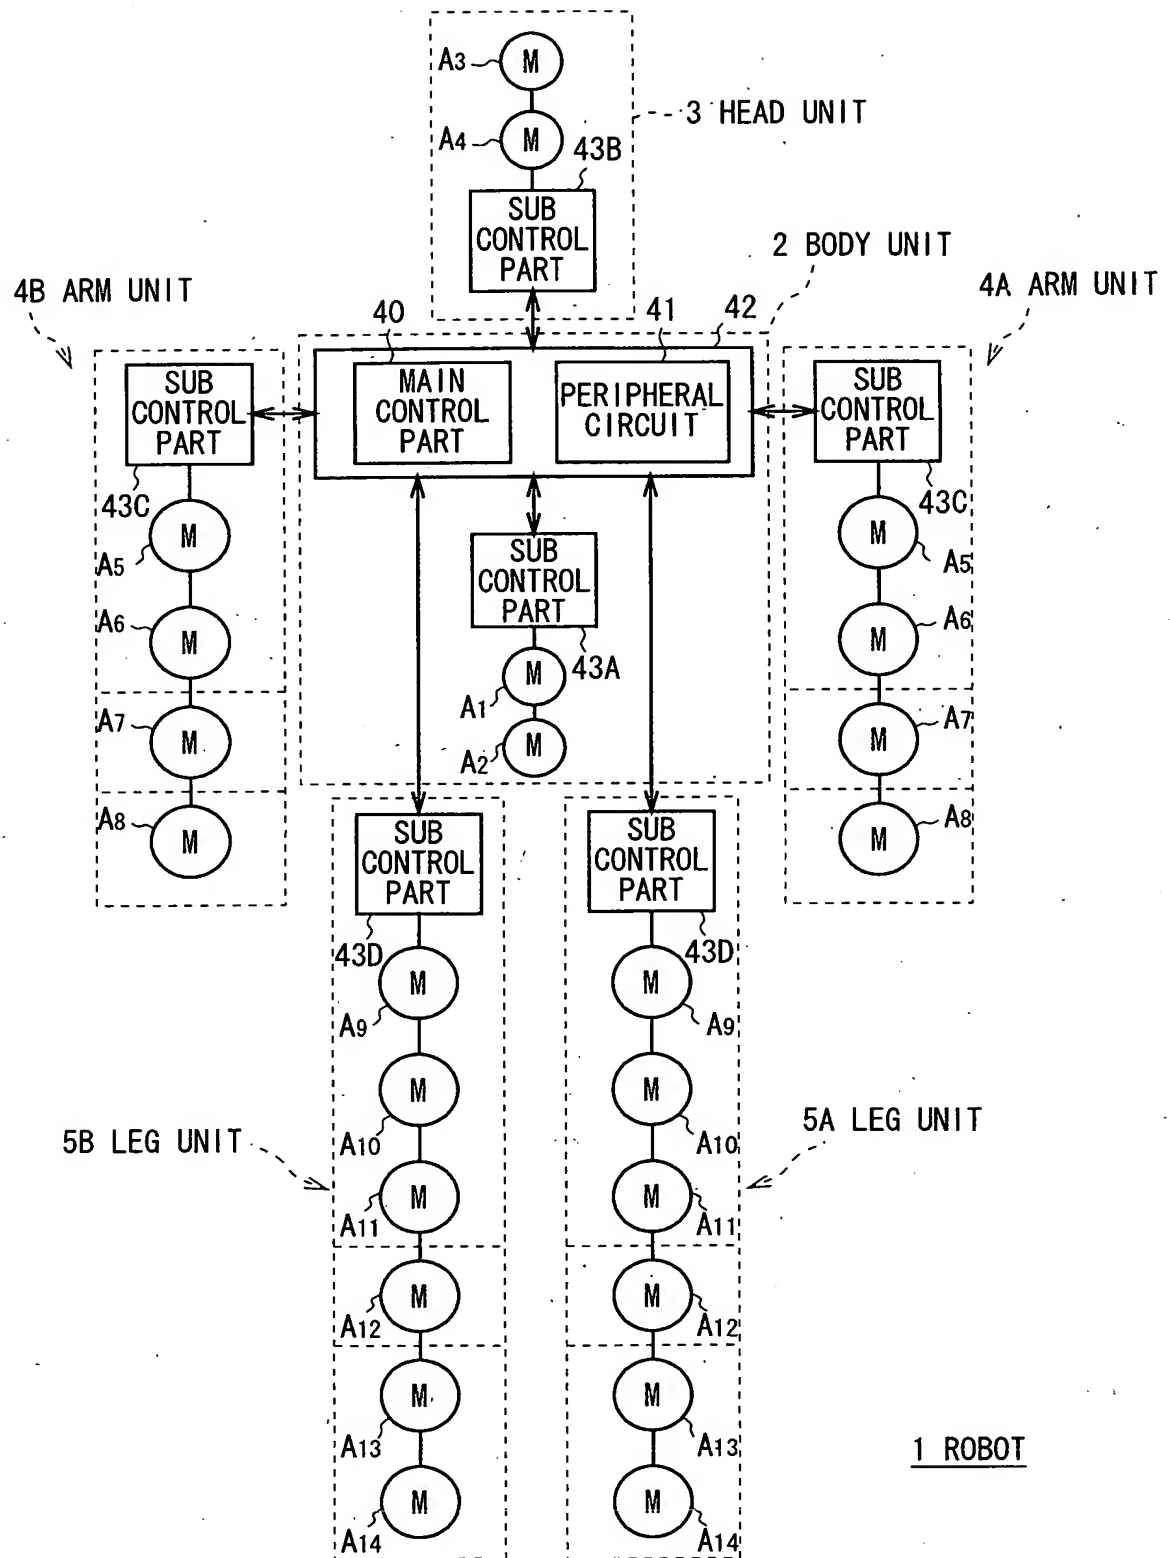 A3
M
3 HEAD UNIT
A4
M
43B
SUB
CONTROL
PART
2 BODY UNIT
4B ARM UNIT
4A ARM UNIT
40
41
42
SUB
CONTROL
PART
MAIN
CONTROL
PART
PERIPHERAL
CIRCUIT
SUB
CONTROL
PART
43C
43C
A5
M
M
A5
SUB
CONTROL
PART
43A
A6
M
M
A6
A1
M
A7
M
M
A7
A2
M
A8
M
M
A8
SUB
CONTROL
PART
SUB
CONTROL
PART
43D
43D
M
A9
M
A9
M
A10
M
A10
5B LEG UNIT
5A LEG UNIT
M
A11
M
A11
M
A12
M
A12
M
A13
M
A13
1 ROBOT
M
A14
M
A14